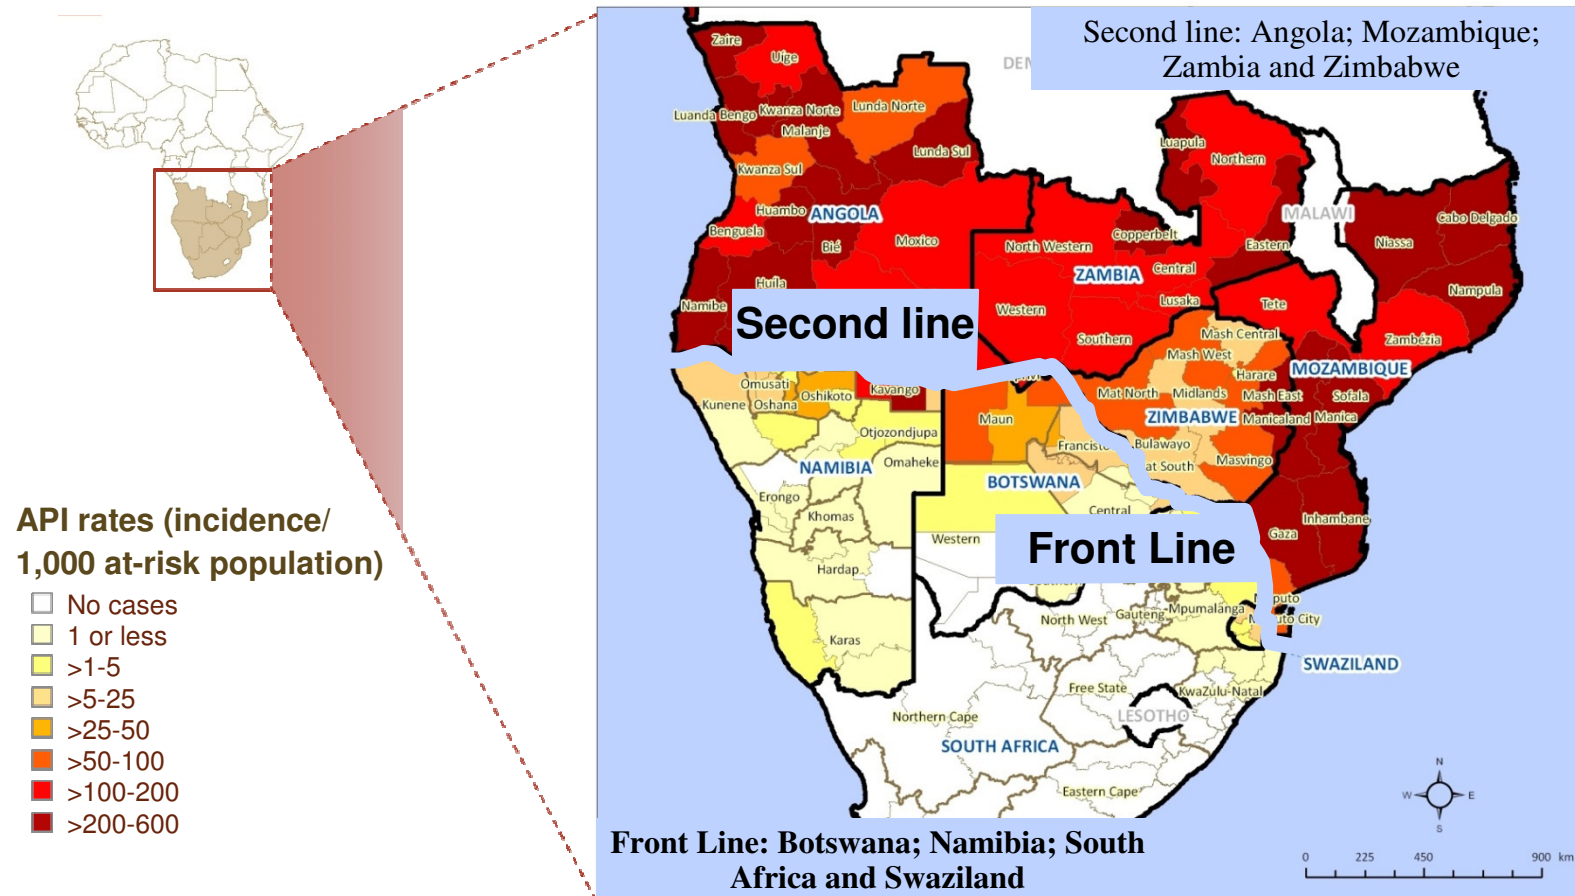 Second line: Angola; Mozambique;
Zambia and Zimbabwe
Zaire
Uige
Luanda Bengo
Kwanza Norte
Lunda Norte
Malanje
Lunda Sul
Kwanza Sul
Huambo
ANGOLA
Benguela
Bié
Moxico
Huíla
Namibe
Luapula
Northern
MALAWI
Cabo Delgado
Niassa
Copperbelt
North Western
Eastern
ZAMBIA
Central
Nampula
Western
Lusaka
Tete
Southern
Zambézia
Second line
Mash Central
Mash West
Harare
MOZAMBIQUE
Omusati
Oshikoto
Kavango
Kunene
Oshana
Mat North
Midlands
Mash East
Sofala
Maun
ZIMBABWE
Manicaland
Manica
Otjozondjupa
Bulawayo
Omaheke
NAMIBIA
Masvingo
BOTSWANA
Erongo
Central
Khomas
Inhambane
Gaza
Western
Front Line
Hardap
Mpumalanga
Gauteng
North West
Karas
SWAZILAND
Free State
KwaZulu-Natal
LESOTHO
Northern Cape
SOUTH AFRICA
Eastern Cape
API rates (incidence/
1,000 at-risk population)
No cases
1 or less
>1-5
>5-25
>25-50
>50-100
>100-200
>200-600
N
W
E
S
Front Line: Botswana; Namibia; South
Africa and Swaziland
0 225 450 900 km